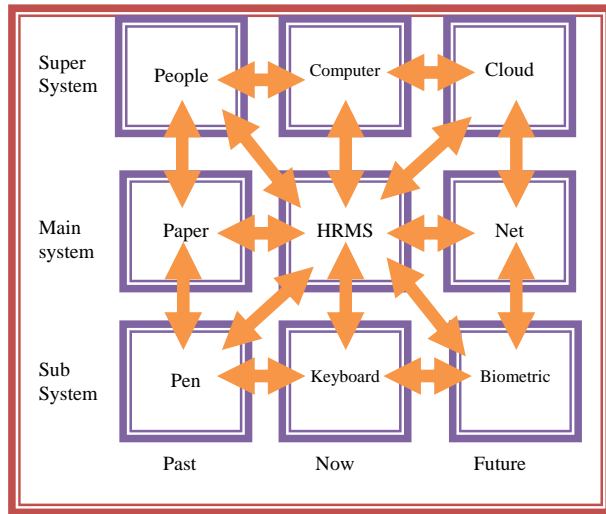 Super
System
People
Computer
Cloud
Main
system
Paper
HRMS
Net
Sub
System
Pen
Keyboard
Biometric
Past
Now
Future